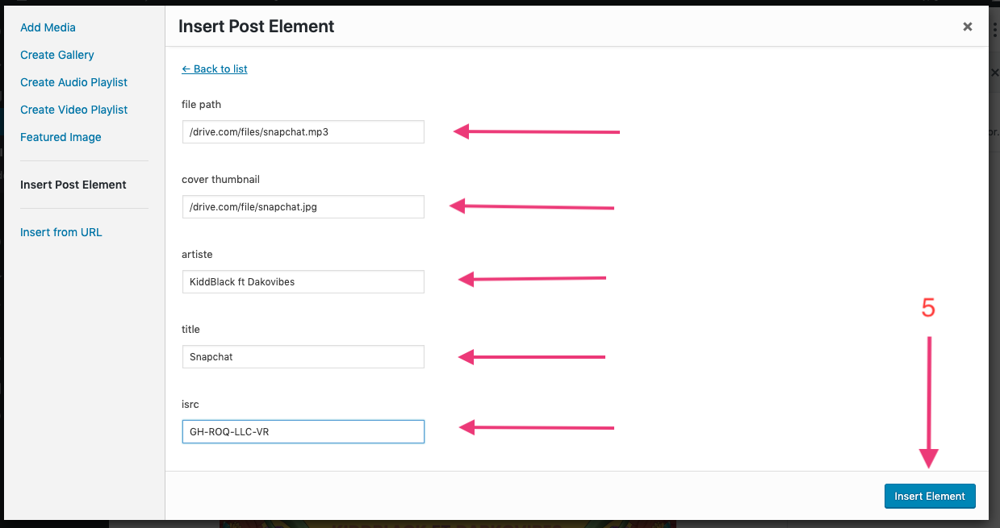 Add Media
Create Gallery
Create Audio Playlist
Create Video Playlist
Featured Image
Insert Post Element
Insert from URL
Insert Post Element
×
← Back to list
file path
/drive.com/files/snapchat.mp3
cover thumbnail
/drive.com/file/snapchat.jpg
artiste
KiddBlack ft Dakovibes
title
Snapchat
isrc
GH-ROQ-LLC-VR
5
Insert Element